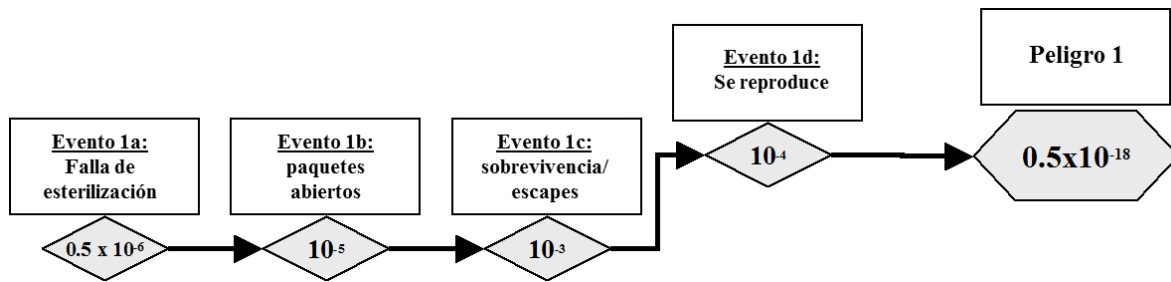 Evento 1a:
Falla de
esterilización
0.5 x 10-6
Evento 1b:
paquetes
abiertos
10-5
Evento 1c:
sobrevivencia/
escapes
10-3
Evento 1d:
Se reproduce
10-4
Peligro 1
0.5x10-18